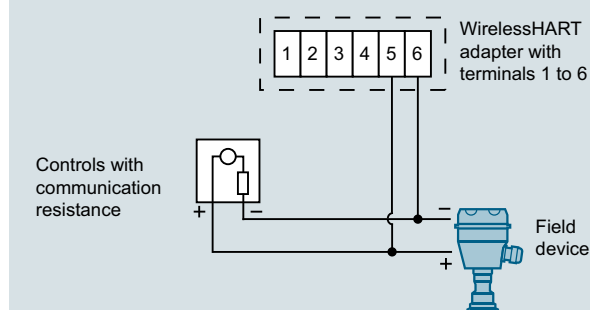 WirelessHART
adapter with
terminals 1 to 6
1 2 3 4 5 6
Controls with
communication
resistance
+ –
–
+
Field
device